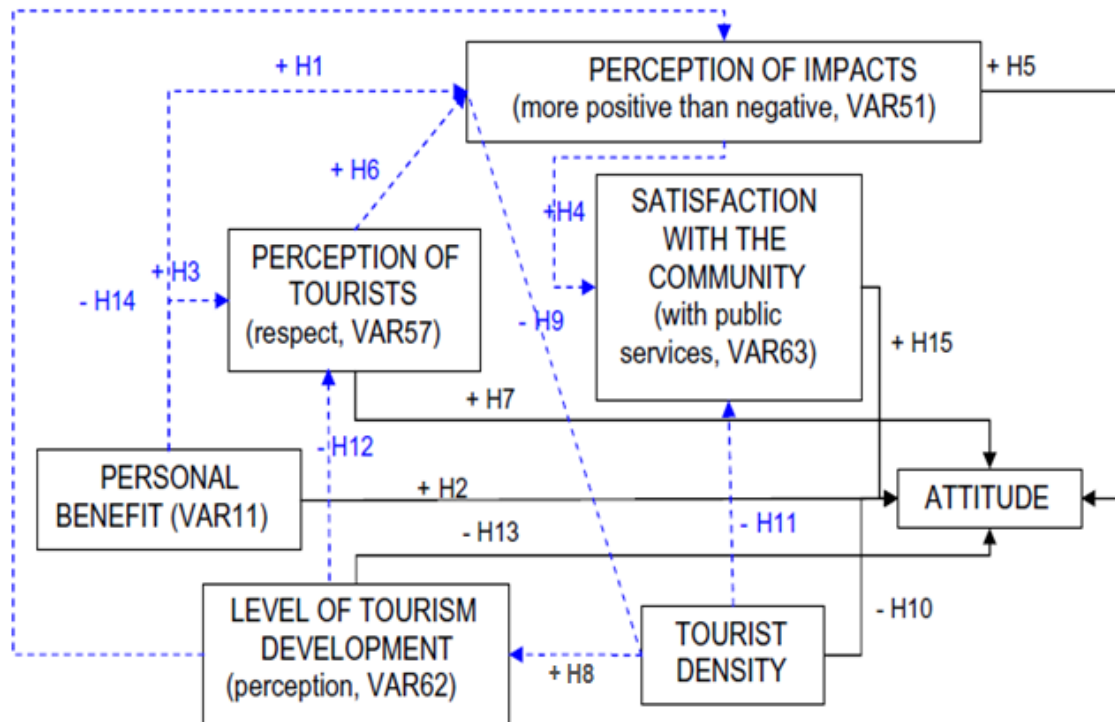 + H1
PERCEPTION OF IMPACTS
(more positive than negative, VAR51)
+ H5
+ H6
+H4
SATISFACTION
WITH THE
COMMUNITY
(with public
services, VAR63)
PERCEPTION OF
TOURISTS
(respect, VAR57)
+ H3
- H14
- H9
+ H15
+ H7
- H12
PERSONAL
BENEFIT (VAR11)
+ H2
ATTITUDE
- H11
- H13
LEVEL OF TOURISM
DEVELOPMENT
(perception, VAR62)
+ H8
TOURIST
DENSITY
- H10